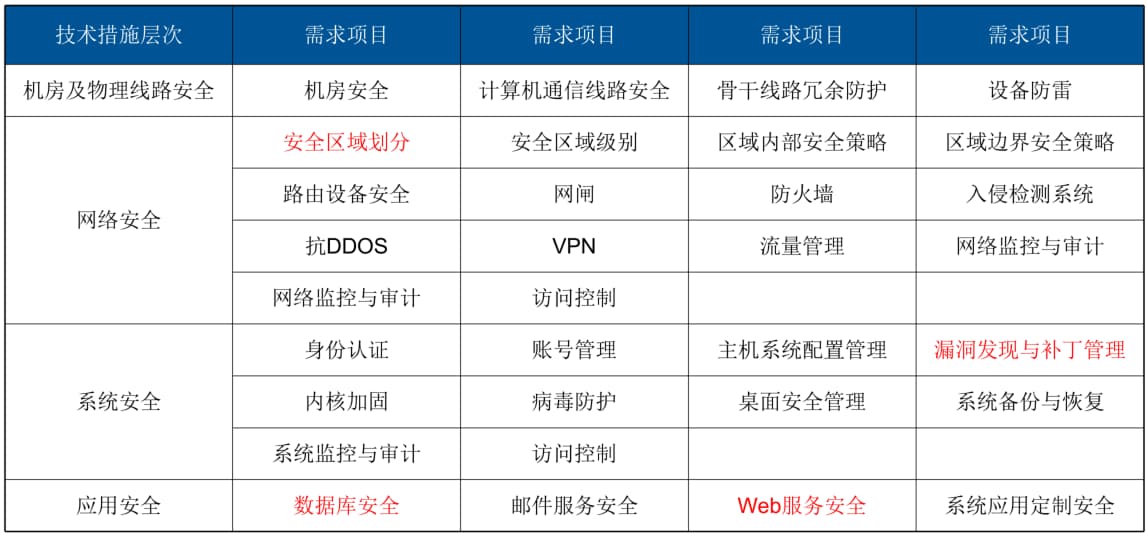 技术措施层次 需求项目 需求项目 需求项目 需求项目
机房及物理线路安全 机房安全 计算机通信线路安全 骨干线路冗余防护 设备防雷
安全区域划分 安全区域级别 区域内部安全策略 区域边界安全策略
路由设备安全 网闸 防火墙 入侵检测系统
网络安全
抗DDOS VPN 流量管理 网络监控与审计
网络监控与审计 访问控制
身份认证 账号管理 主机系统配置管理 漏洞发现与补丁管理
系统安全 内核加固 病毒防护 桌面安全管理 系统备份与恢复
系统监控与审计 访问控制
应用安全 数据库安全 邮件服务安全 Web服务安全 系统应用定制安全